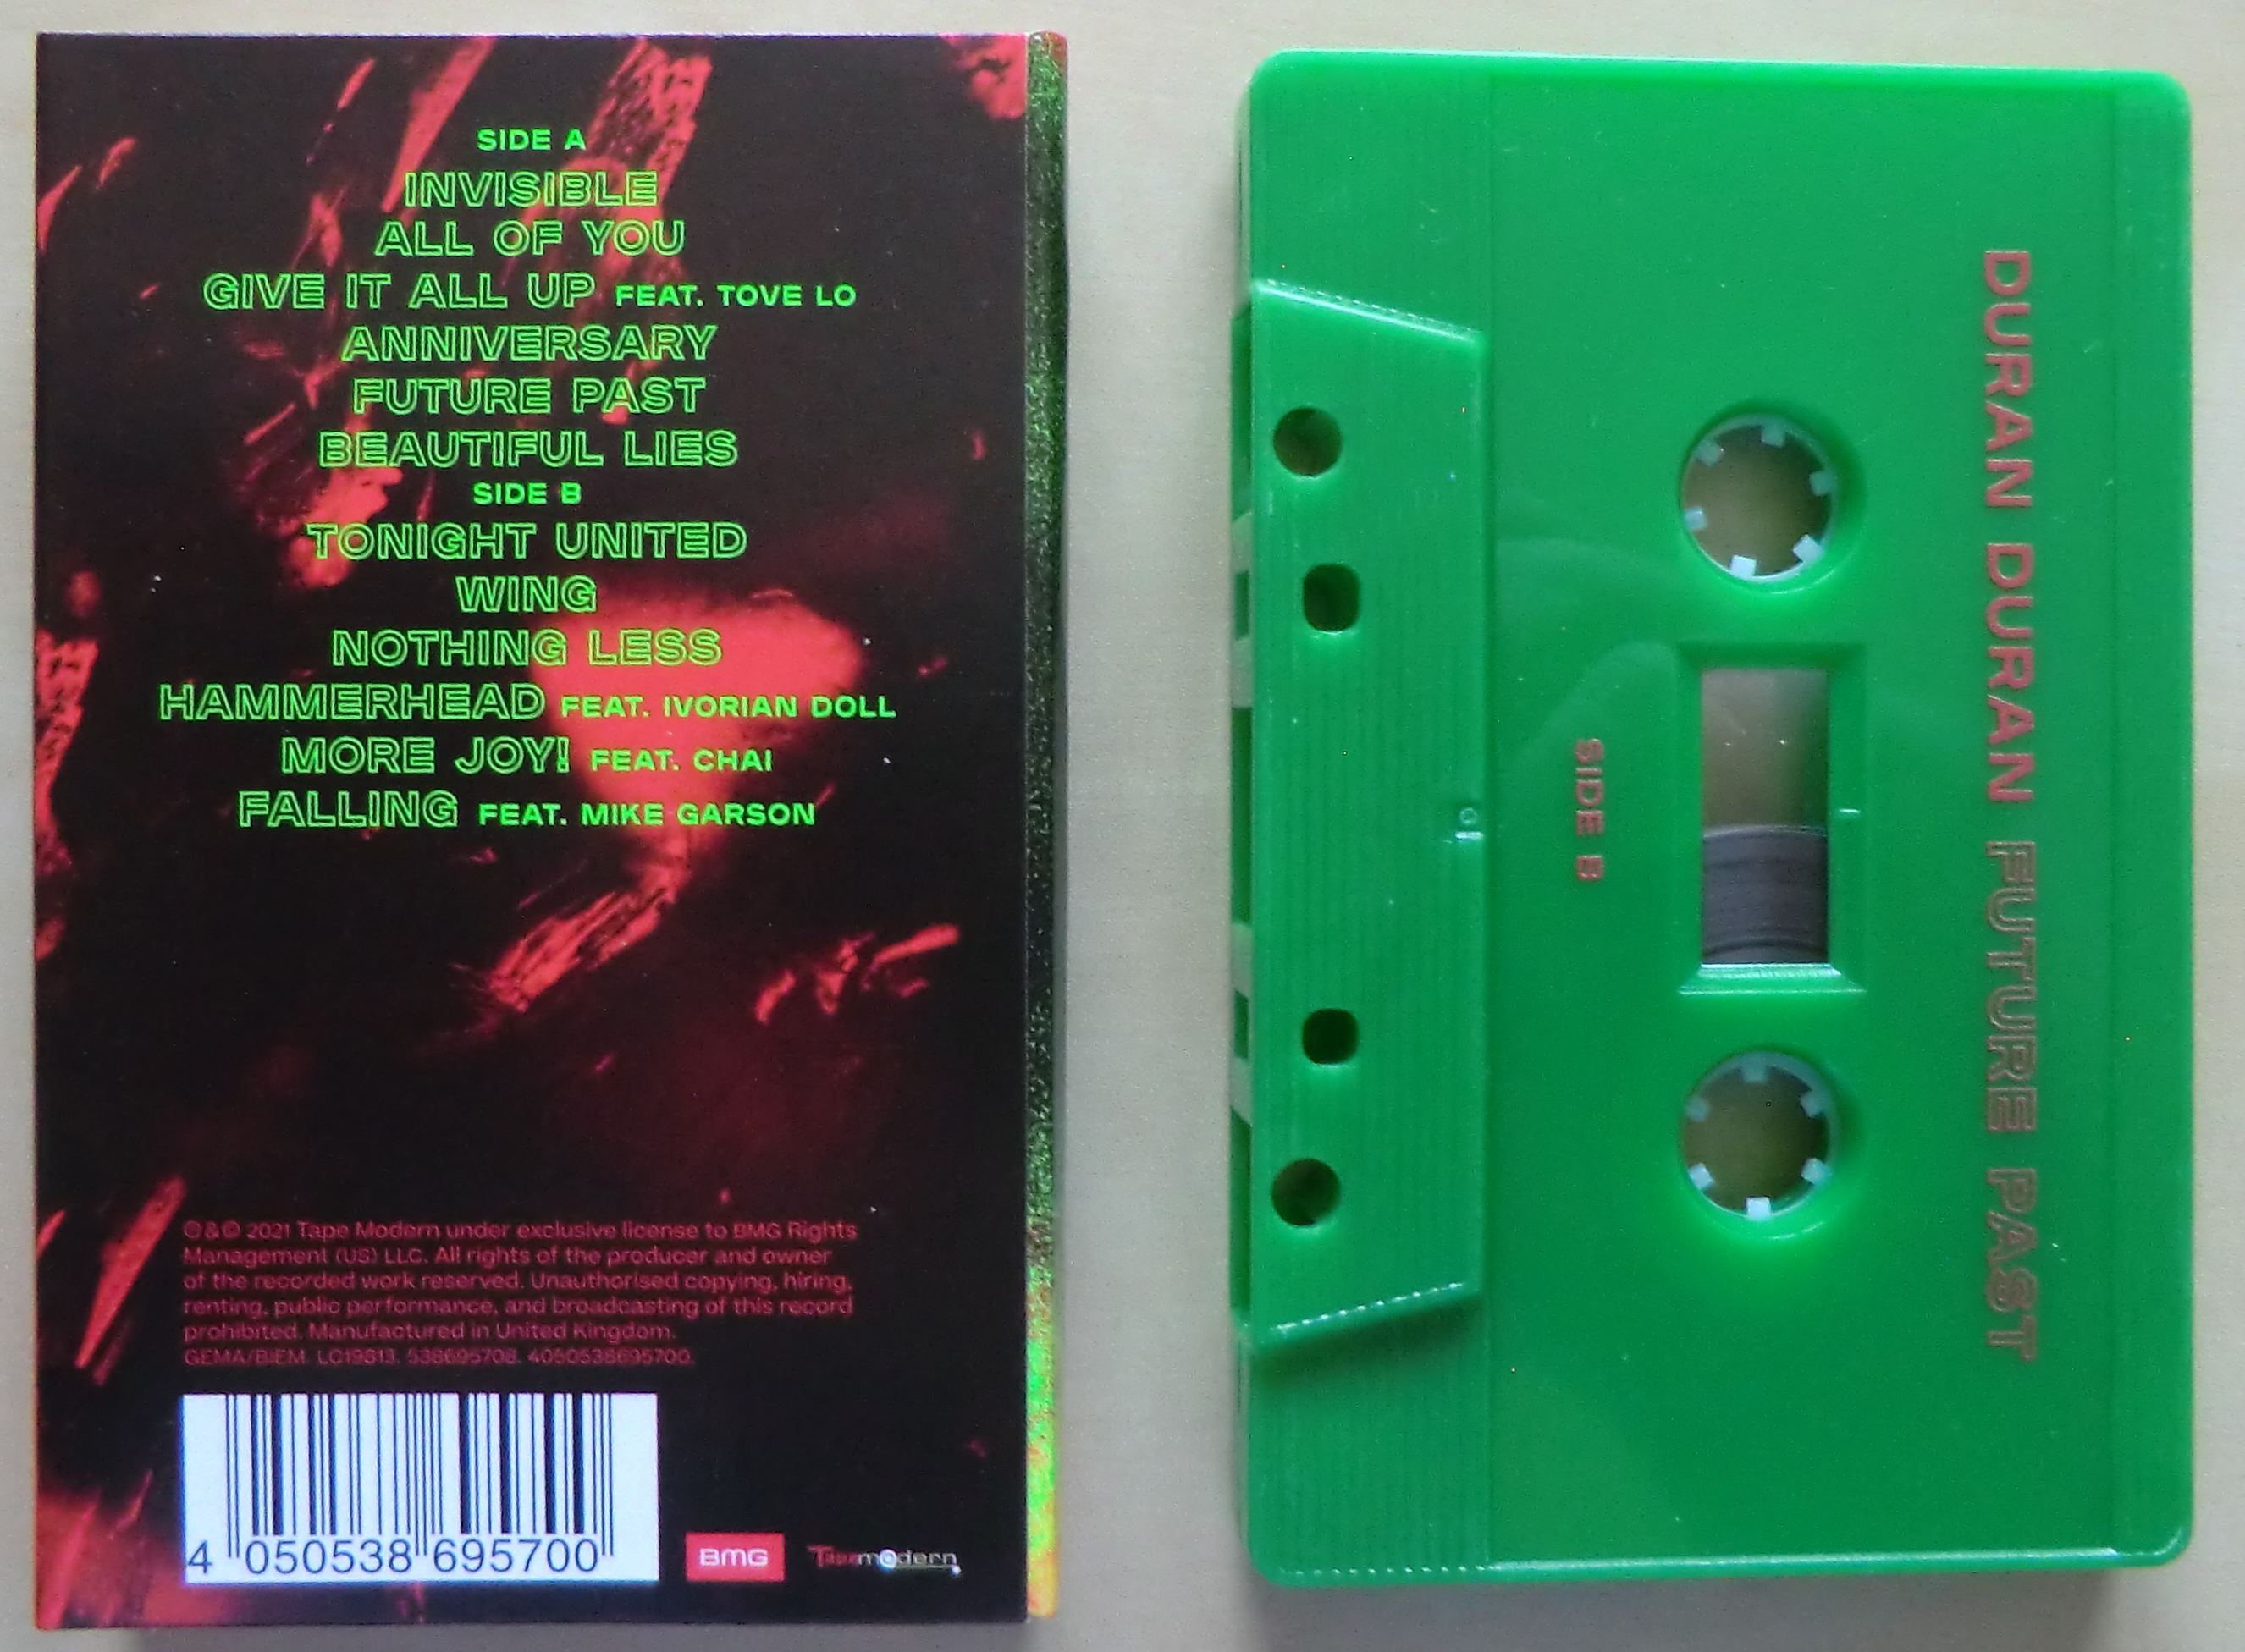 SIDE A
INVISIBLE
ALL OF YOU
GIVE IT ALL UP FEAT. TOVE LO
ANNIVERSARY
FUTURE PAST
BEAUTIFUL LIES
SIDE B
TONIGHT UNITED
WING
NOTHING LESS
HAMMERHEAD FEAT. IVORIAN DOLL
MORE JOY! FEAT. CHAI
FALLING FEAT. MIKE GARSON
℗&© 2021 Tape Modern under exclusive license to BMG Rights
Management (US) LLC. All rights of the producer and owner
of the recorded work reserved. Unauthorised copying, hiring,
renting, public performance, and broadcasting of this record
prohibited. Manufactured in United Kingdom.
GEMA/BIEM. LC19813. 538695708. 4050538695700.
4 050538 695700
BMG
Tapemodern
DURAN DURAN FUTURE PAST
SIDE B